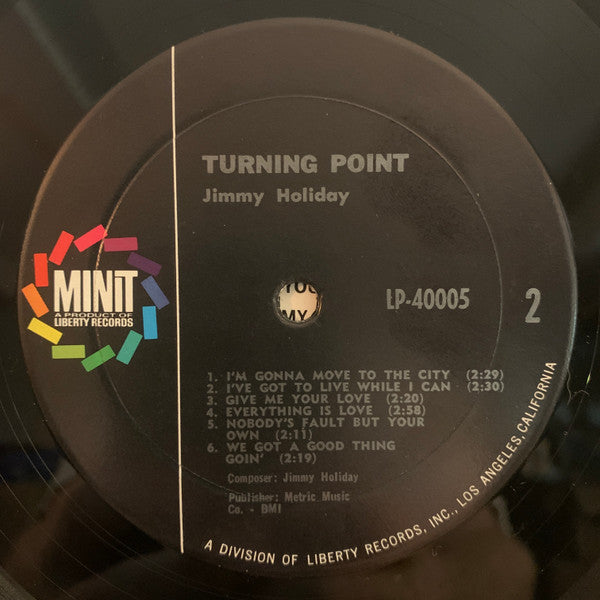 TURNING POINT
Jimmy Holiday
MINIT
A PRODUCT OF
LIBERTY RECORDS
YOU
MY
LP-40005
2
1. I'M GONNA MOVE TO THE CITY (2:29)
2. I'VE GOT TO LIVE WHILE I CAN (2:30)
3. GIVE ME YOUR LOVE (2:20)
4. EVERYTHING IS LOVE (2:58)
5. NOBODY'S FAULT BUT YOUR
OWN (2:11)
6. WE GOT A GOOD THING
GOIN' (2:19)
Composer: Jimmy Holiday
Publisher: Metric Music
Co. - BMI
A DIVISION OF LIBERTY RECORDS, INC., LOS ANGELES, CALIFORNIA